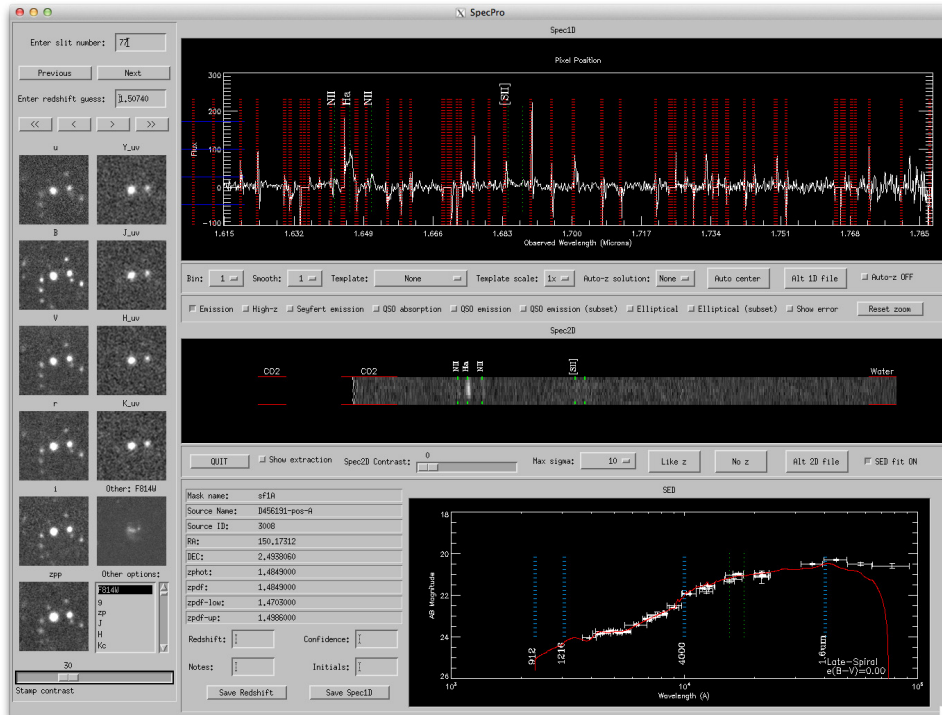 SpecPro
Enter slit number: 77
Previous Next
Enter redshift guess: 1.50740
<< < > >>
u Y_uv
B J_uv
V H_uv
r K_uv
i Other: F814W
zpp Other options:
F814W
9
zp
J
H
Kc
30
Stamp contrast
Spec1D
Pixel Position
300
200
100
0
-100
Flux
NII Ha NII [SII]
1.615 1.632 1.649 1.666 1.683 1.700 1.717 1.734 1.751 1.768 1.785
Observed Wavelength (Microns)
Bin: 1 Smooth: 1 Template: None Template scale: 1x Auto-z solution: None Auto center Alt 1D file Auto-z OFF
Emission High-z Seyfert emission QSO absorption QSO emission QSO emission (subset) Elliptical Elliptical (subset) Show error Reset zoom
Spec2D
CO2 CO2 NII Ha NII [SII] Water
QUIT Show extraction Spec2D Contrast: 0 Max sigma: 10 Like z No z Alt 2D file SED fit ON
Mask name: sf1A
Source Name: D456191-pos-A
Source ID: 3008
RA: 150.17312
DEC: 2.4938060
zphot: 1.4849000
zpdf: 1.4849000
zpdf-low: 1.4703000
zpdf-up: 1.4986000
Redshift: Confidence:
Notes: Initials:
Save Redshift Save Spec1D
SED
18
20
22
24
26
AB Magnitude
912 1216 4000 1.6um
Late-Spiral
e(B-V)=0.00
10³ 10⁴ 10⁵
Wavelength (A)